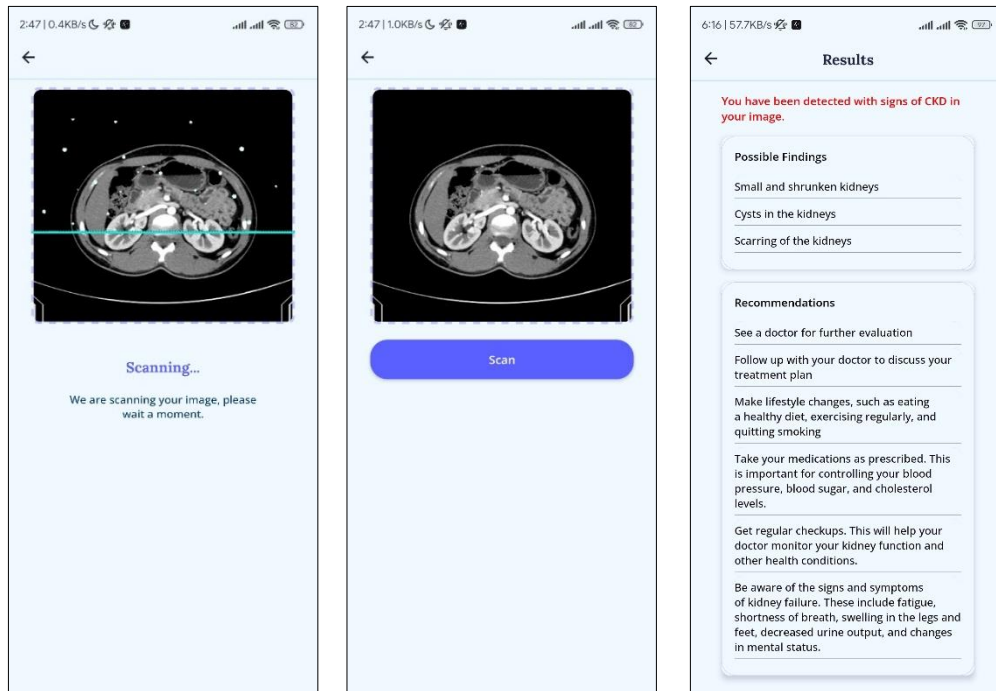 2:47 | 0.4KB/s
82
Scanning...
We are scanning your image, please
wait a moment.
2:47 | 1.0KB/s
82
Scan
6:16 | 57.7KB/s
97
Results
You have been detected with signs of CKD in
your image.
Possible Findings
Small and shrunken kidneys
Cysts in the kidneys
Scarring of the kidneys
Recommendations
See a doctor for further evaluation
Follow up with your doctor to discuss your
treatment plan
Make lifestyle changes, such as eating
a healthy diet, exercising regularly, and
quitting smoking
Take your medications as prescribed. This
is important for controlling your blood
pressure, blood sugar, and cholesterol
levels.
Get regular checkups. This will help your
doctor monitor your kidney function and
other health conditions.
Be aware of the signs and symptoms
of kidney failure. These include fatigue,
shortness of breath, swelling in the legs and
feet, decreased urine output, and changes
in mental status.